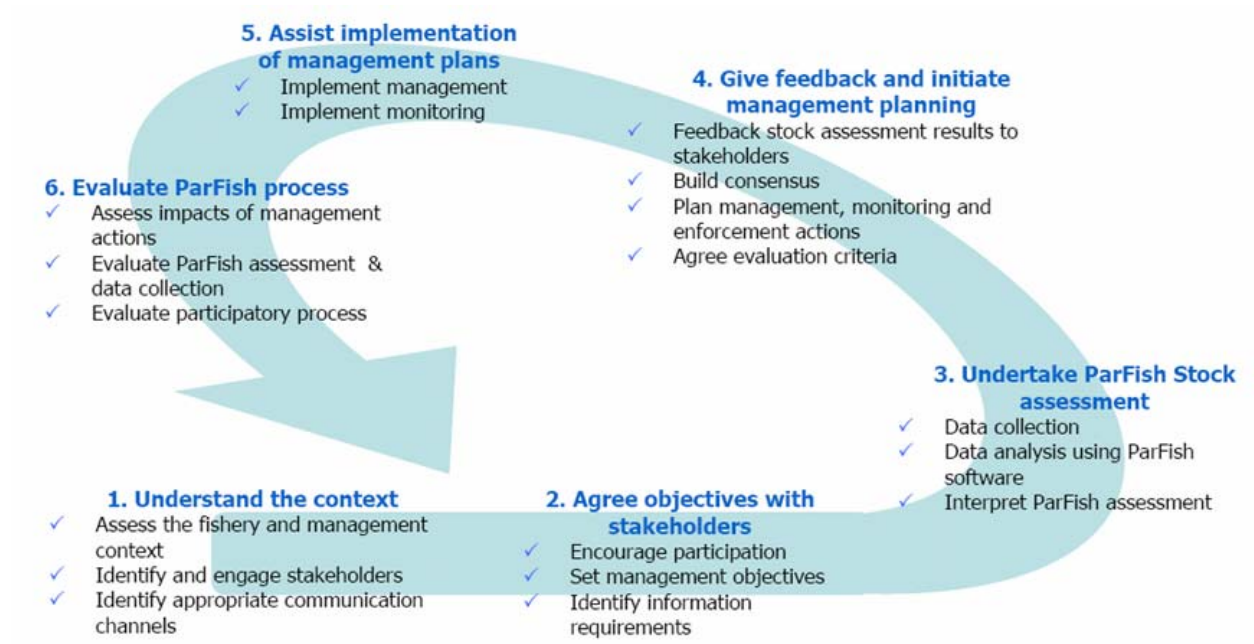 5. Assist implementation
of management plans
✓ Implement management
✓ Implement monitoring
4. Give feedback and initiate
management planning
✓ Feedback stock assessment results to
stakeholders
✓ Build consensus
✓ Plan management, monitoring and
enforcement actions
✓ Agree evaluation criteria
6. Evaluate ParFish process
✓ Assess impacts of management
actions
✓ Evaluate ParFish assessment &
data collection
✓ Evaluate participatory process
3. Undertake ParFish Stock
assessment
✓ Data collection
✓ Data analysis using ParFish
software
✓ Interpret ParFish assessment
1. Understand the context
✓ Assess the fishery and management
context
✓ Identify and engage stakeholders
✓ Identify appropriate communication
channels
2. Agree objectives with
stakeholders
✓ Encourage participation
✓ Set management objectives
✓ Identify information
requirements